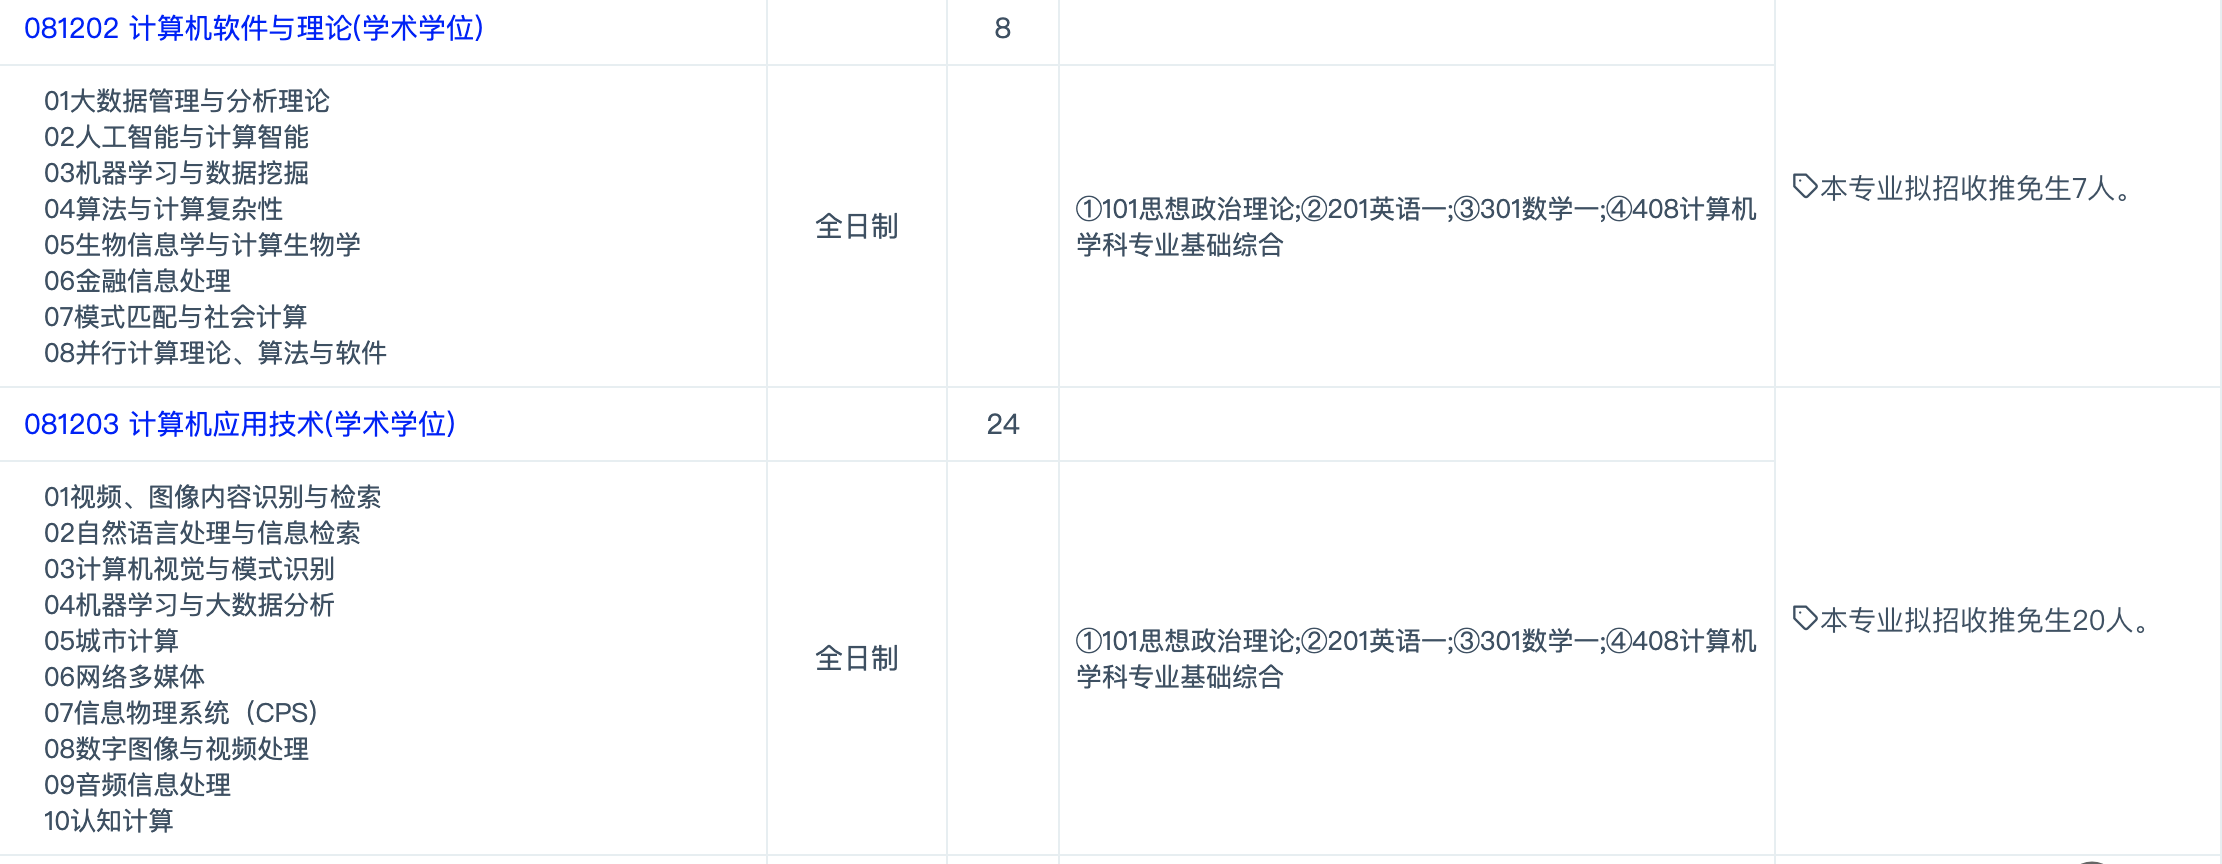 081202 计算机软件与理论(学术学位)
8
01大数据管理与分析理论
02人工智能与计算智能
03机器学习与数据挖掘
04算法与计算复杂性
05生物信息学与计算生物学
06金融信息处理
07模式匹配与社会计算
08并行计算理论、算法与软件
全日制
①101思想政治理论;②201英语一;③301数学一;④408计算机
学科专业基础综合
本专业拟招收推免生7人。
081203 计算机应用技术(学术学位)
24
01视频、图像内容识别与检索
02自然语言处理与信息检索
03计算机视觉与模式识别
04机器学习与大数据分析
05城市计算
06网络多媒体
07信息物理系统（CPS）
08数字图像与视频处理
09音频信息处理
10认知计算
全日制
①101思想政治理论;②201英语一;③301数学一;④408计算机
学科专业基础综合
本专业拟招收推免生20人。